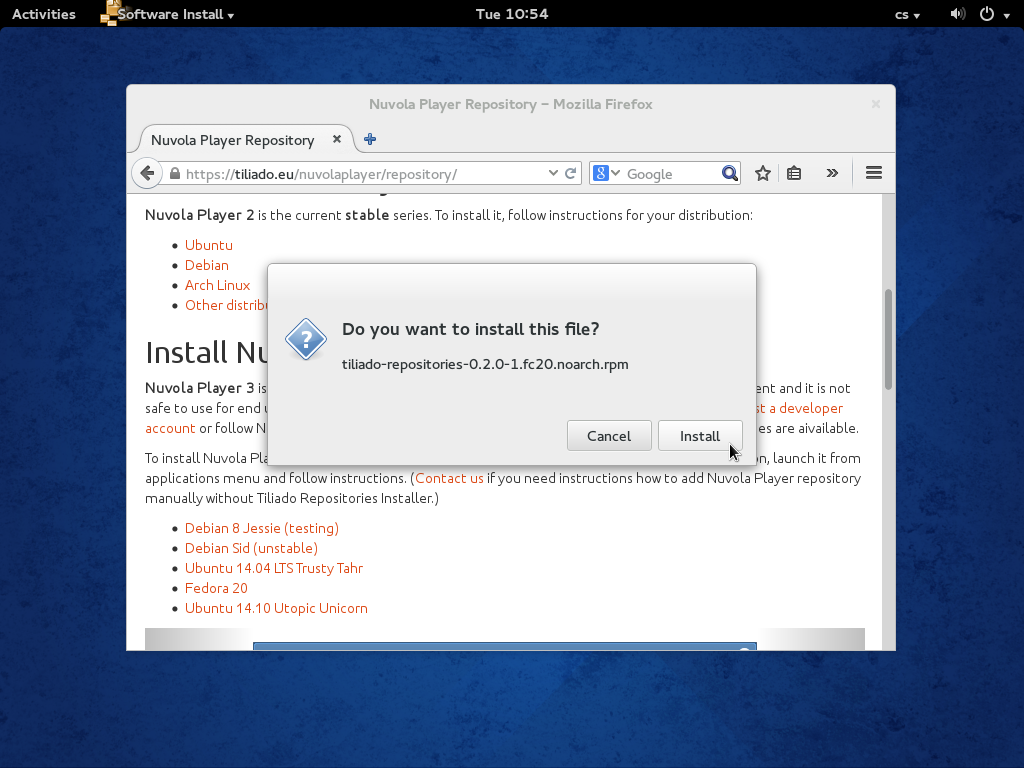 Activities Software Install Tue 10:54 cs
Nuvola Player Repository – Mozilla Firefox
Nuvola Player Repository
https://tiliado.eu/nuvolaplayer/repository/ Google
Nuvola Player 2 is the current stable series. To install it, follow instructions for your distribution:
Ubuntu
Debian
Arch Linux
Other distribu
Do you want to install this file?
tiliado-repositories-0.2.0-1.fc20.noarch.rpm
Cancel Install
Install Nu
Nuvola Player 3 is ent and it is not
safe to use for end u st a developer
account or follow N es are aivailable.
To install Nuvola Pla n, launch it from
applications menu and follow instructions. (Contact us if you need instructions how to add Nuvola Player repository
manually without Tiliado Repositories Installer.)
Debian 8 Jessie (testing)
Debian Sid (unstable)
Ubuntu 14.04 LTS Trusty Tahr
Fedora 20
Ubuntu 14.10 Utopic Unicorn